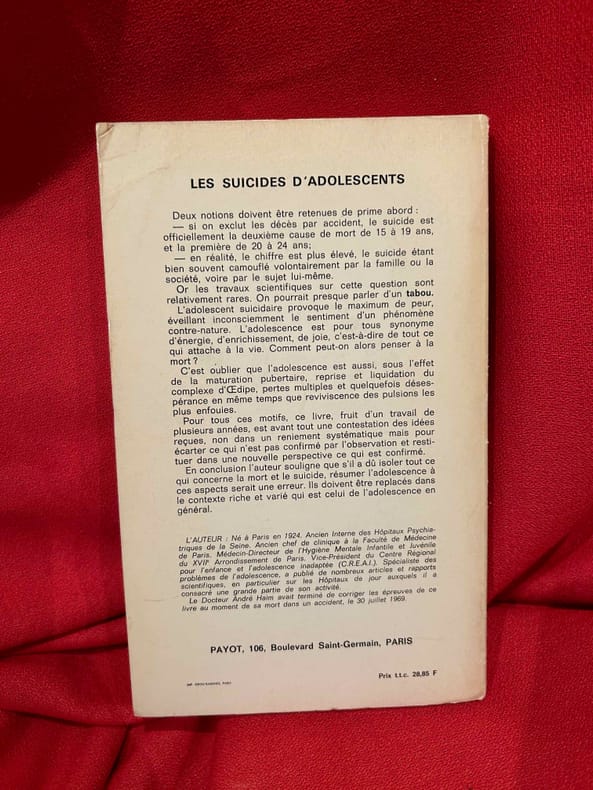 LES SUICIDES D'ADOLESCENTS
Deux notions doivent être retenues de prime abord :
— si on exclut les décès par accident, le suicide est
officiellement la deuxième cause de mort de 15 à 19 ans,
et la première de 20 à 24 ans;
— en réalité, le chiffre est plus élevé, le suicide étant
bien souvent camouflé volontairement par la famille ou la
société, voire par le sujet lui-même.
Or les travaux scientifiques sur cette question sont
relativement rares. On pourrait presque parler d'un tabou.
L'adolescent suicidaire provoque le maximum de peur,
éveillant inconsciemment le sentiment d'un phénomène
contre-nature. L'adolescence est pour tous synonyme
d'énergie, d'enrichissement, de joie, c'est-à-dire de tout ce
qui attache à la vie. Comment peut-on alors penser à la
mort ?
C'est oublier que l'adolescence est aussi, sous l'effet
de la maturation pubertaire, reprise et liquidation du
complexe d'Œdipe, pertes multiples et quelquefois déses-
pérance en même temps que reviviscence des pulsions les
plus enfouies.
Pour tous ces motifs, ce livre, fruit d'un travail de
plusieurs années, est avant tout une contestation des idées
reçues, non dans un reniement systématique mais pour
écarter ce qui n'est pas confirmé par l'observation et resti-
tuer dans une nouvelle perspective ce qui est confirmé.
En conclusion l'auteur souligne que s'il a dû isoler tout ce
qui concerne la mort et le suicide, résumer l'adolescence à
ces aspects serait une erreur. Ils doivent être replacés dans
le contexte riche et varié qui est celui de l'adolescence en
général.
L'AUTEUR : Né à Paris en 1924. Ancien Interne des Hôpitaux Psychia-
triques de la Seine. Ancien chef de clinique à la Faculté de Médecine
de Paris. Médecin-Directeur de l'Hygiène Mentale Infantile et Juvénile
du XVIIᵉ Arrondissement de Paris. Vice-Président du Centre Régional
pour l'enfance et l'adolescence inadaptée (C.R.E.A.I.). Spécialiste des
problèmes de l'adolescence, a publié de nombreux articles et rapports
scientifiques, en particulier sur les Hôpitaux de jour auxquels il a
consacré une grande partie de son activité.
Le Docteur André Haim avait terminé de corriger les épreuves de ce
livre au moment de sa mort dans un accident, le 30 juillet 1969.
PAYOT, 106, Boulevard Saint-Germain, PARIS
Prix t.t.c. 28,85 F